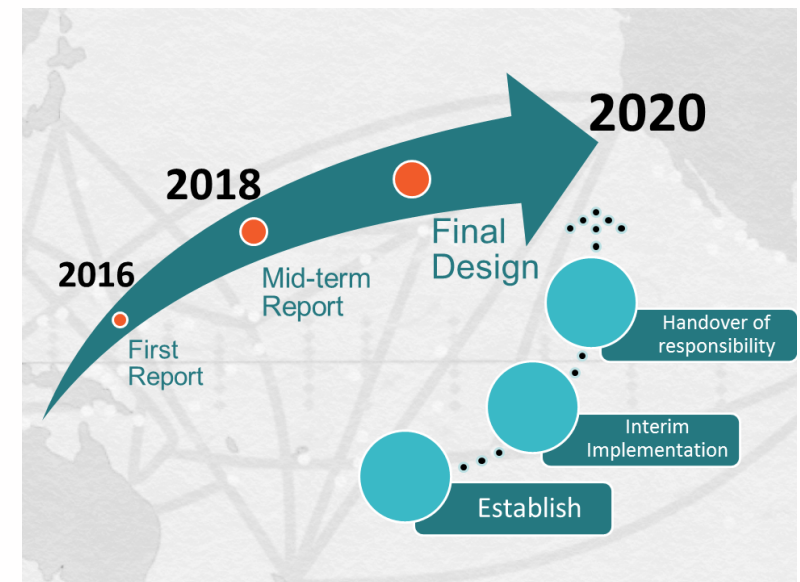 2020
2018
2016
Final
Design
Mid-term
Report
First
Report
Handover of
responsibility
Interim
Implementation
Establish